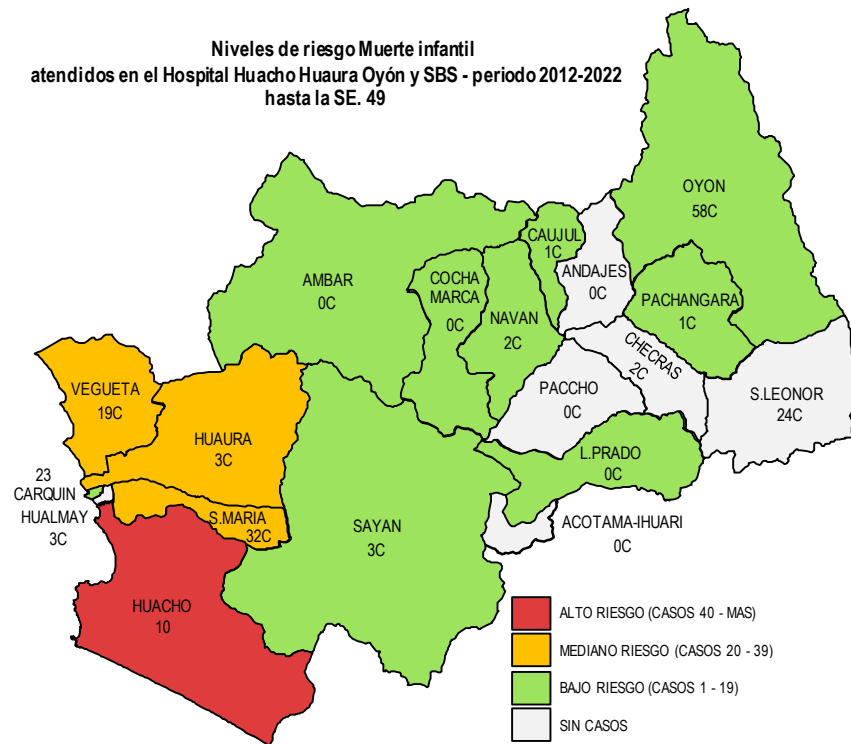 Niveles de riesgo Muerte infantil
atendidos en el Hospital Huacho Huaura Oyón y SBS - periodo 2012-2022
hasta la SE. 49
OYON
58C
CAUJUL
1C
ANDAJES
0C
AMBAR
0C
COCHA
MARCA
0C
NAVAN
2C
PACHANGARA
1C
CHECRAS
2C
S.LEONOR
24C
PACCHO
0C
VEGUETA
19C
HUAURA
3C
L.PRADO
0C
23
CARQUIN
HUALMAY
3C
S.MARIA
32C
SAYAN
3C
ACOTAMA-IHUARI
0C
HUACHO
10
ALTO RIESGO (CASOS 40 - MAS)
MEDIANO RIESGO (CASOS 20 - 39)
BAJO RIESGO (CASOS 1 - 19)
SIN CASOS